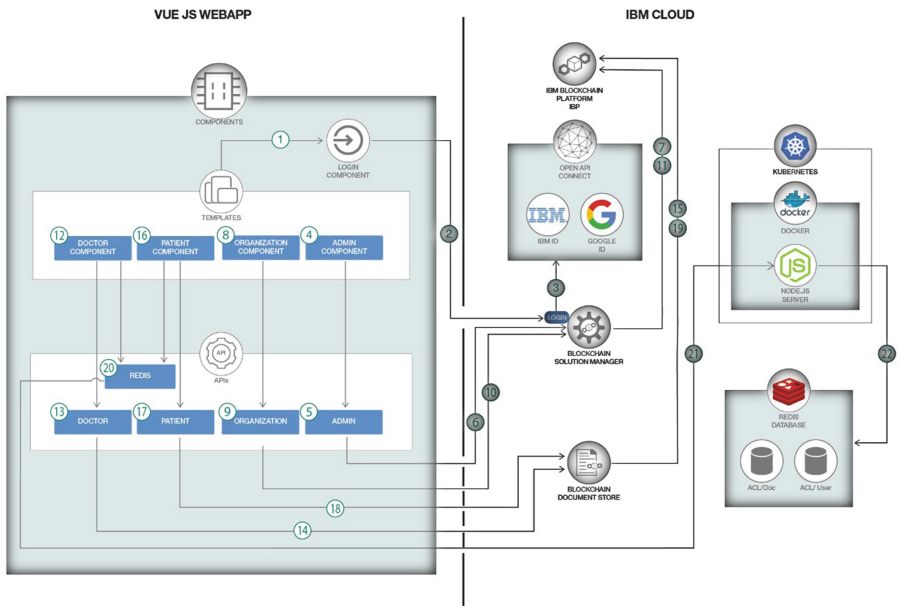 VUE JS WEBAPP
IBM CLOUD
COMPONENTS
1
LOGIN
COMPONENT
TEMPLATES
12
DOCTOR
COMPONENT
16
PATIENT
COMPONENT
8
ORGANIZATION
COMPONENT
4
ADMIN
COMPONENT
API
APIs
20
REDIS
13
DOCTOR
17
PATIENT
9
ORGANIZATION
5
ADMIN
18
14
2
IBM BLOCKCHAIN
PLATFORM
IBP
OPEN API
CONNECT
IBM
IBM ID
G
GOOGLE
ID
3
LOGIN
BLOCKCHAIN
SOLUTION MANAGER
6
10
BLOCKCHAIN
DOCUMENT STORE
7
11
15
19
KUBERNETES
docker
DOCKER
JS
NODE.JS
SERVER
21
22
REDIS
DATABASE
ACL/Doc
ACL/ User